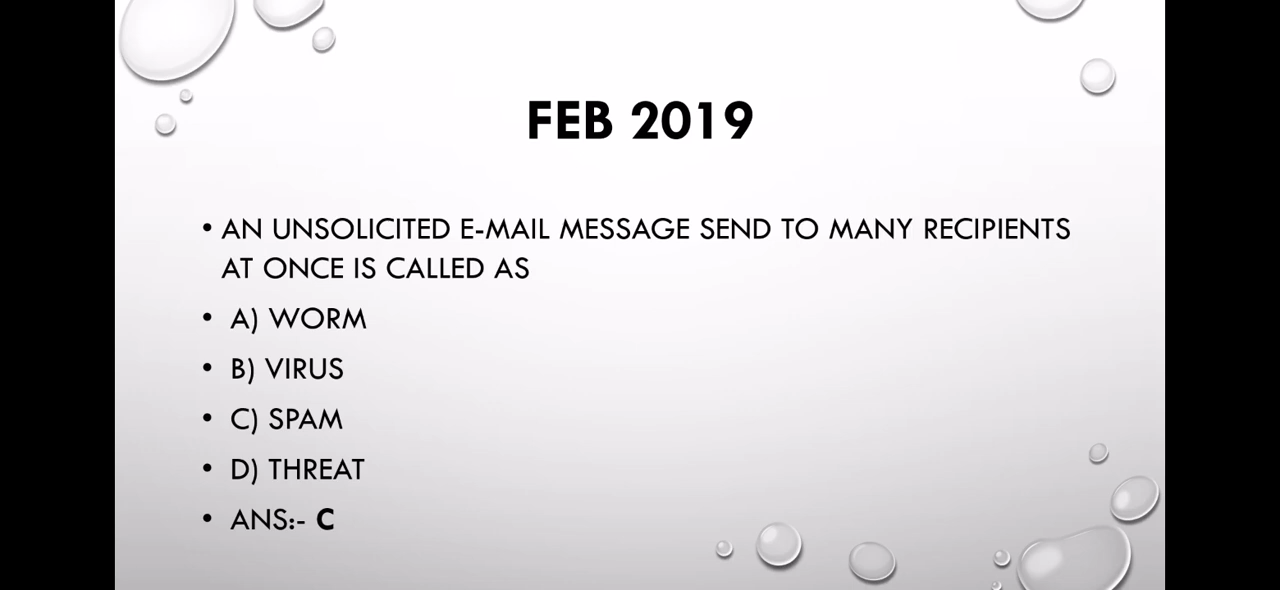 FEB 2019
• AN UNSOLICITED E-MAIL MESSAGE SEND TO MANY RECIPIENTS
AT ONCE IS CALLED AS
• A) WORM
• B) VIRUS
• C) SPAM
• D) THREAT
• ANS:- C